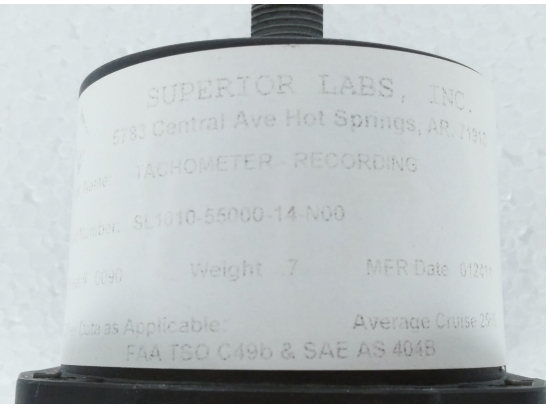 SUPERIOR LABS, INC.
Central Ave Hot Springs, AR.
TACHOMETER - RECORDING
SL1010-55000-14-N00
0090 Weight .7 MFR Date
Data as Applicable: Average Cruise
FAA TSO C49b & SAE AS 404B